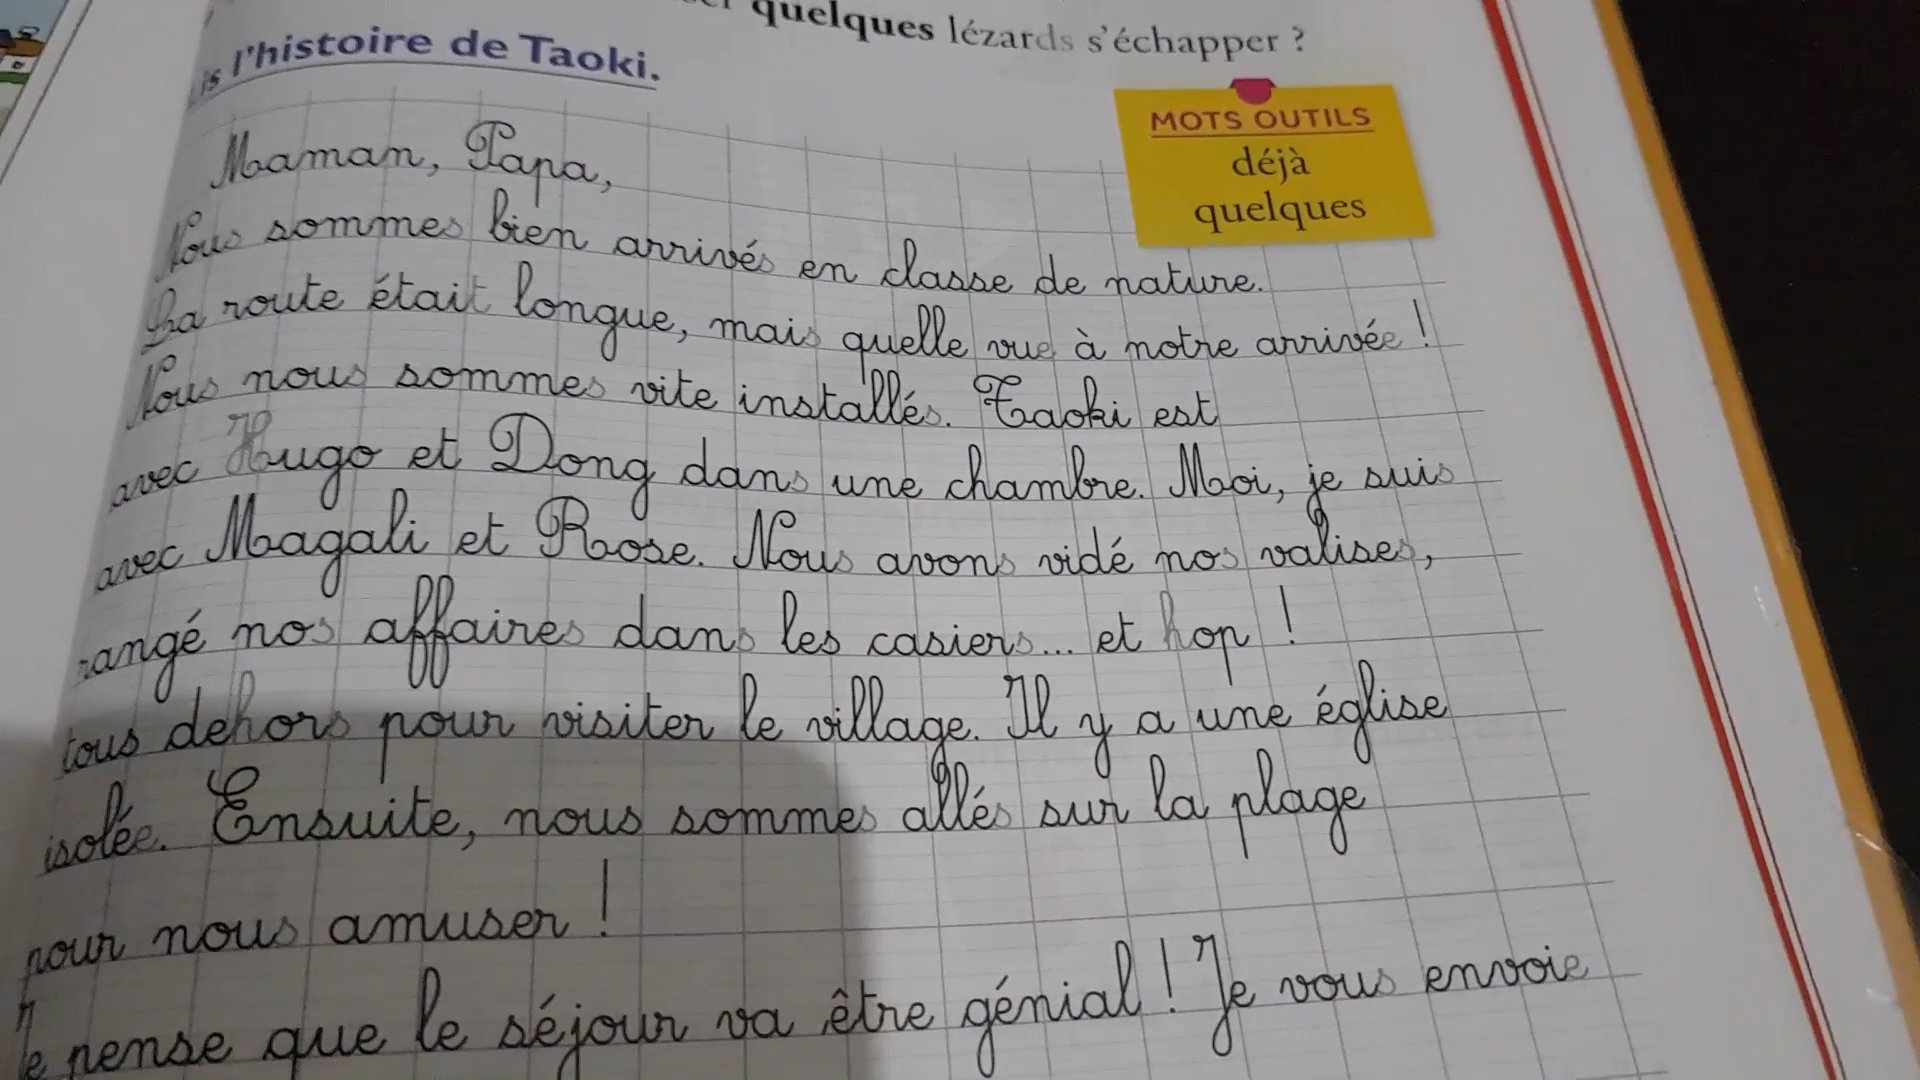 quelques lézards s'échapper ?
is l'histoire de Taoki.
MOTS OUTILS
déjà
quelques
Maman, Papa,
Nous sommes bien arrivés en classe de nature.
La route était longue, mais quelle vue à notre arrivée !
Nous nous sommes vite installés. Taoki est
avec Hugo et Dong dans une chambre. Moi, je suis
avec Magali et Rose. Nous avons vidé nos valises,
rangé nos affaires dans les casiers... et hop !
tous dehors pour visiter le village. Il y a une église
isolée. Ensuite, nous sommes allés sur la plage
pour nous amuser !
Je pense que le séjour va être génial ! Je vous envoie